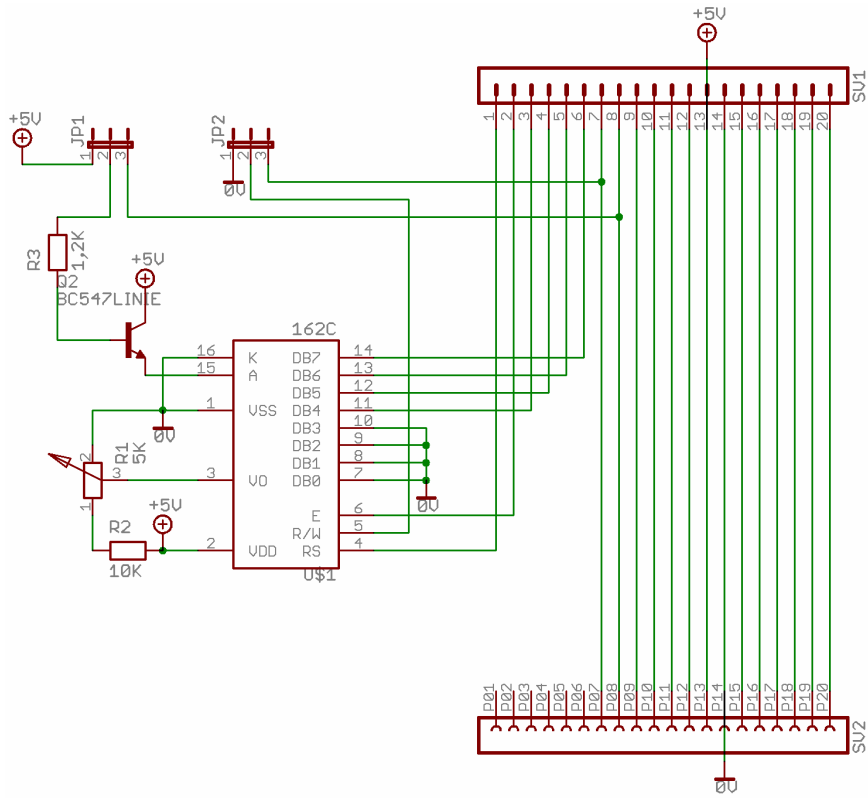 +5V
SV1
1 2 3 4 5 6 7 8 9 10 11 12 13 14 15 16 17 18 19 20
+5V
JP1
1 2 3
JP2
1 2 3
0V
R3
1,2K
+5V
Q2
BC547LINIE
162C
16 K DB7 14
15 A DB6 13
DB5 12
1 VSS DB4 11
DB3 10
DB2 9
DB1 8
3 VO DB0 7
E 6
R/W 5
2 VDD RS 4
U$1
0V
R1
5K
2
3
1
0V
+5V
R2
10K
P01 P02 P03 P04 P05 P06 P07 P08 P09 P10 P11 P12 P13 P14 P15 P16 P17 P18 P19 P20
SV2
0V